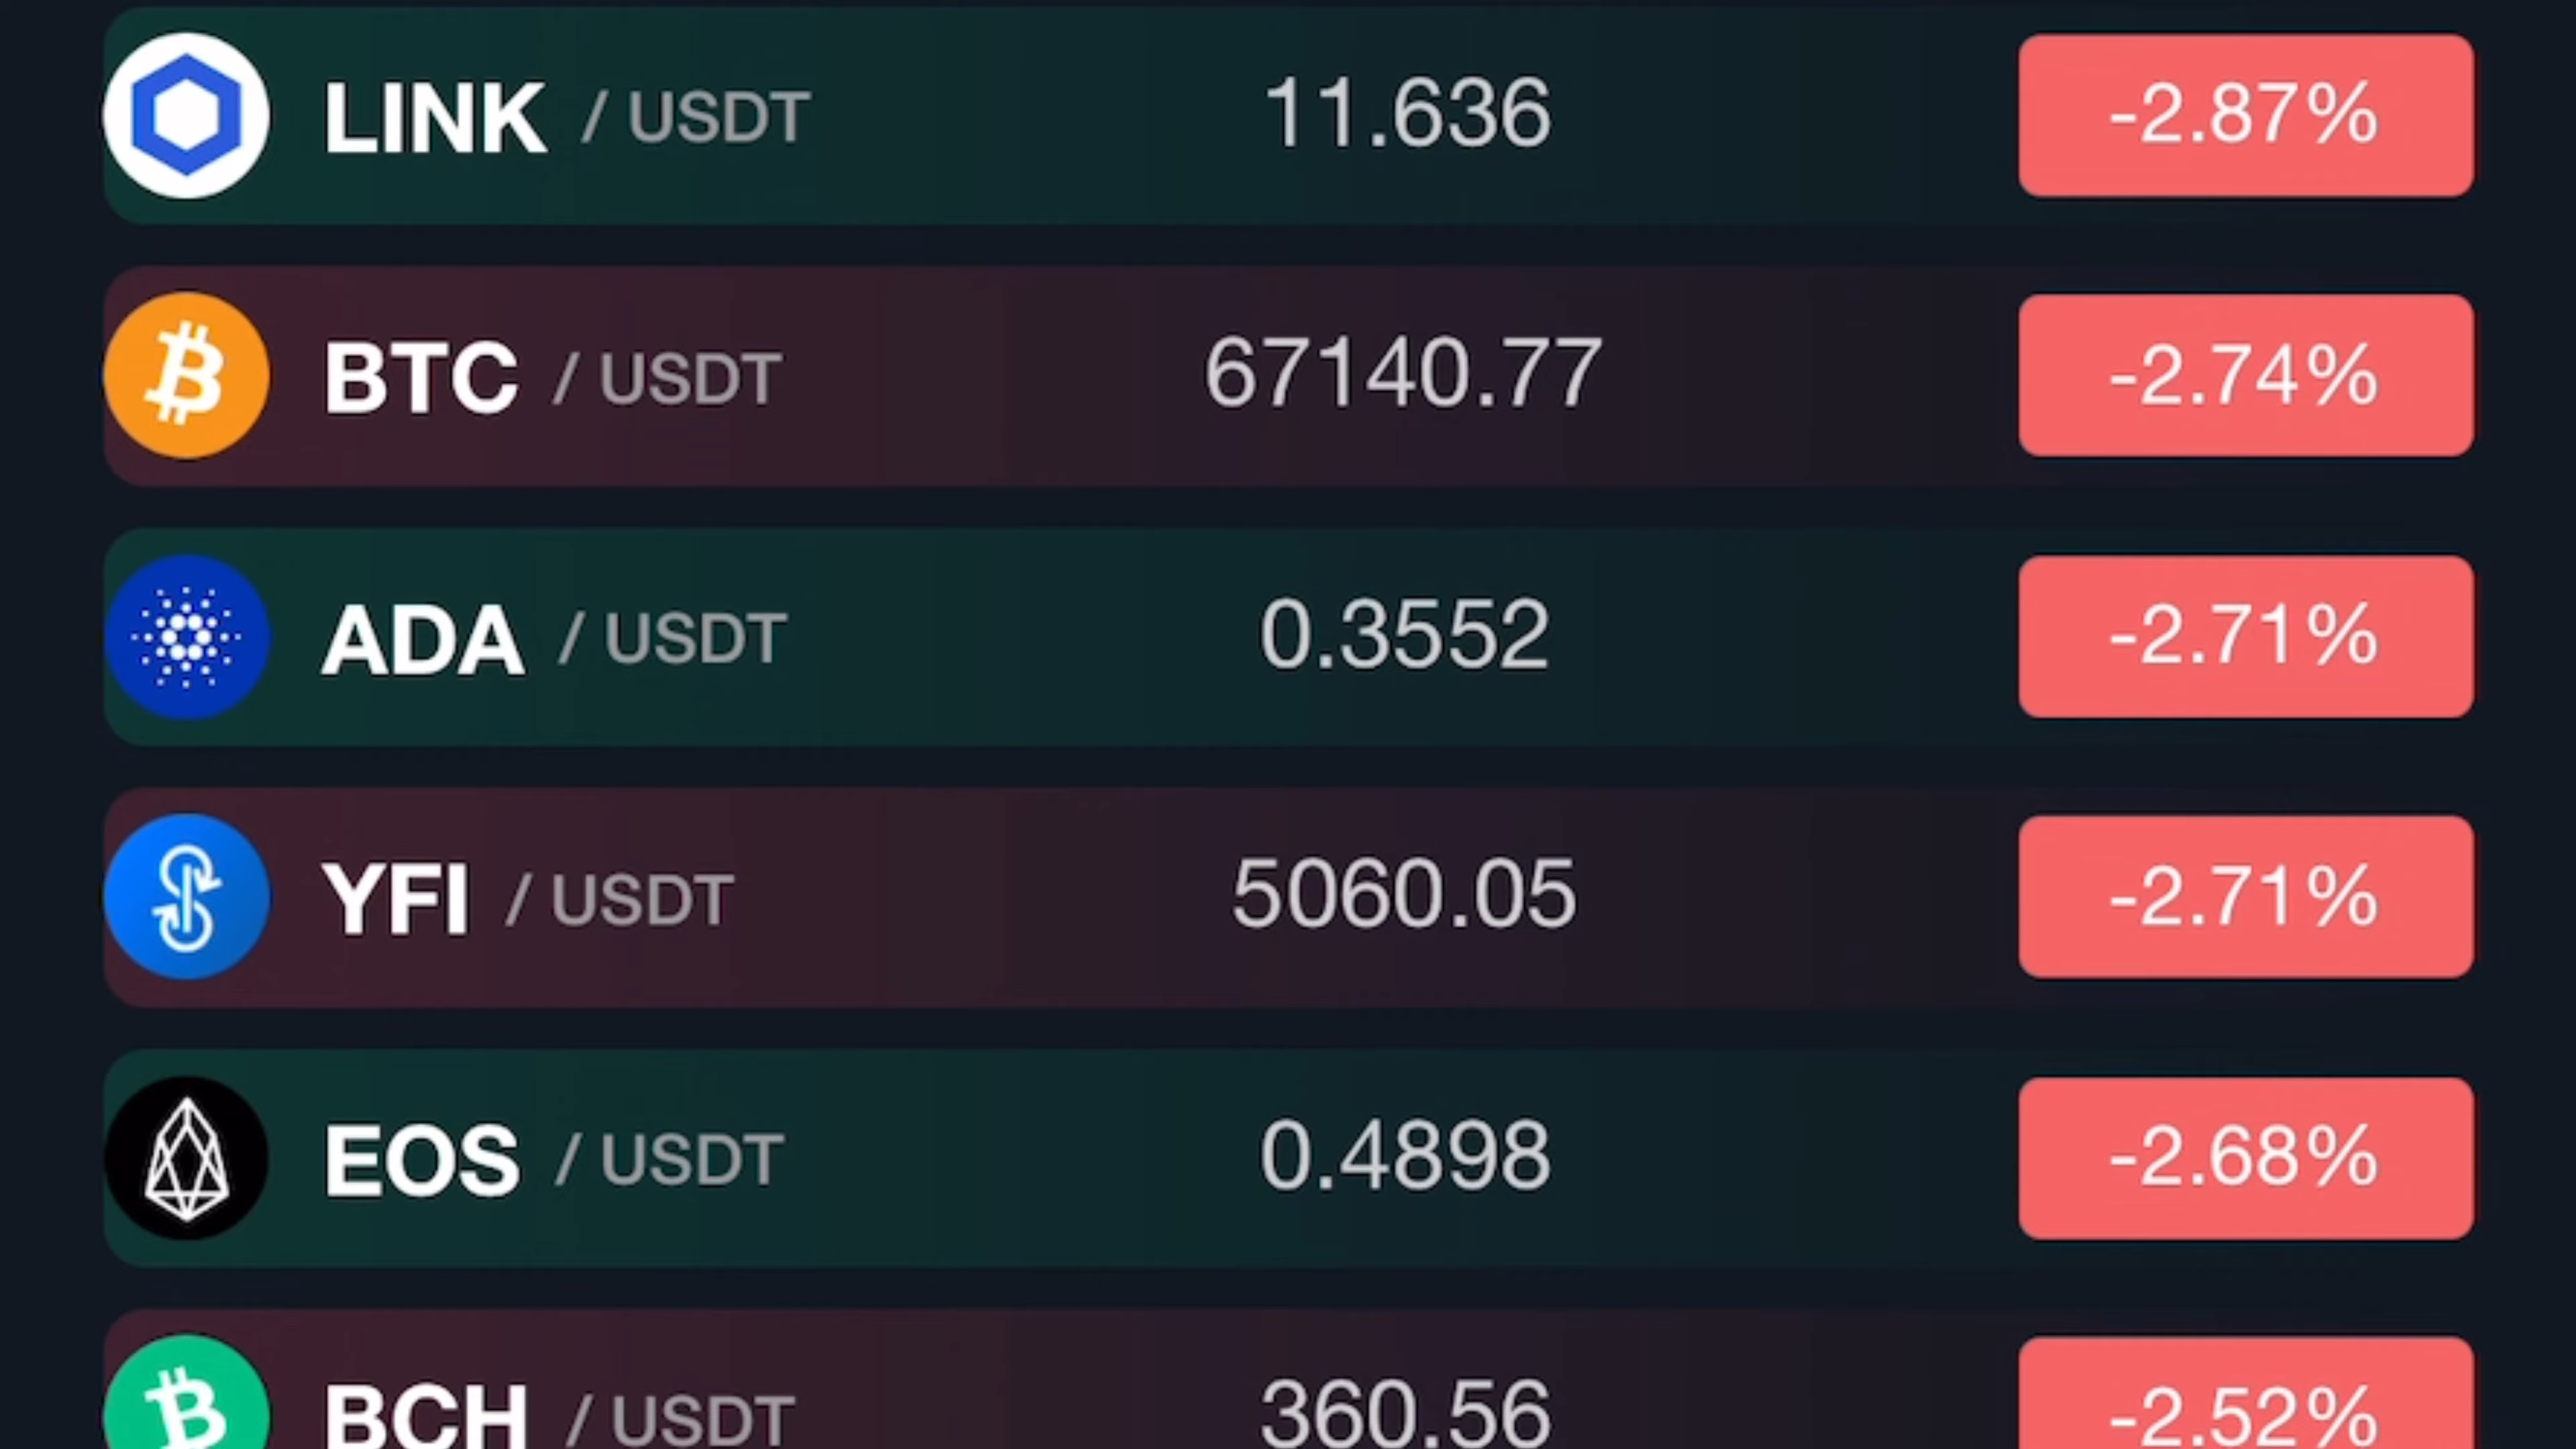 LINK / USDT 11.636 -2.87%
BTC / USDT 67140.77 -2.74%
ADA / USDT 0.3552 -2.71%
YFI / USDT 5060.05 -2.71%
EOS / USDT 0.4898 -2.68%
BCH / USDT 360.56 -2.52%